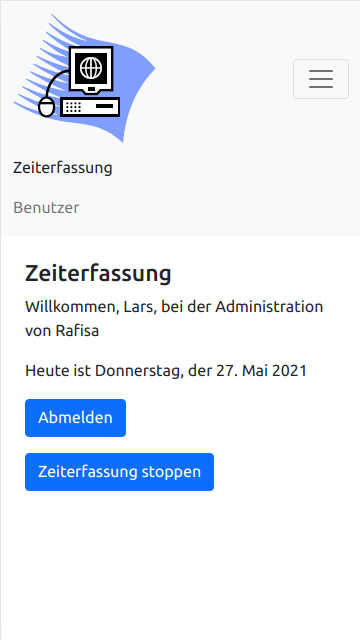 Zeiterfassung
Benutzer
Zeiterfassung
Willkommen, Lars, bei der Administration
von Rafisa
Heute ist Donnerstag, der 27. Mai 2021
Abmelden
Zeiterfassung stoppen